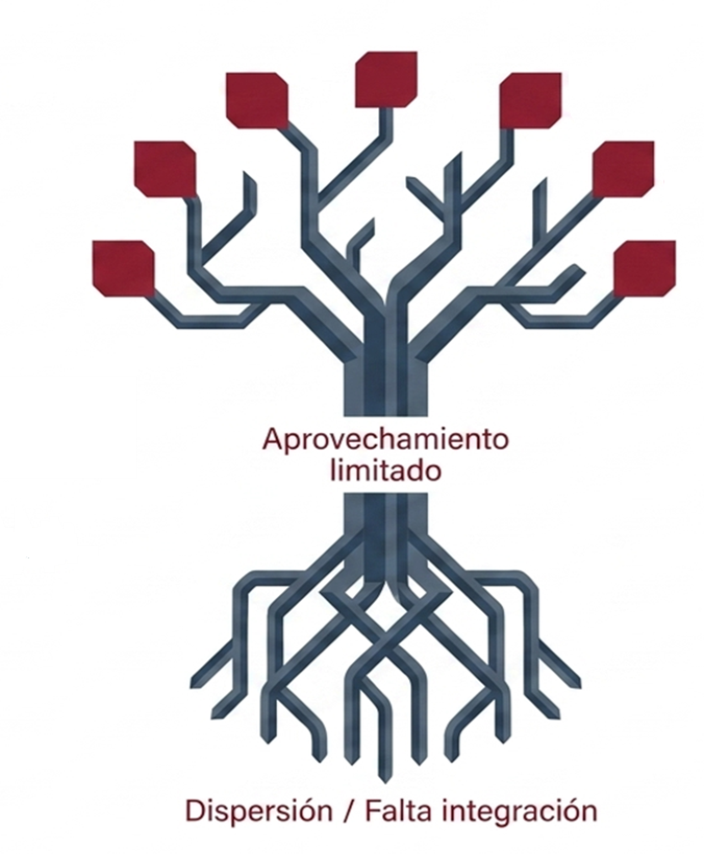 Aprovechamiento
limitado
Dispersión / Falta integración